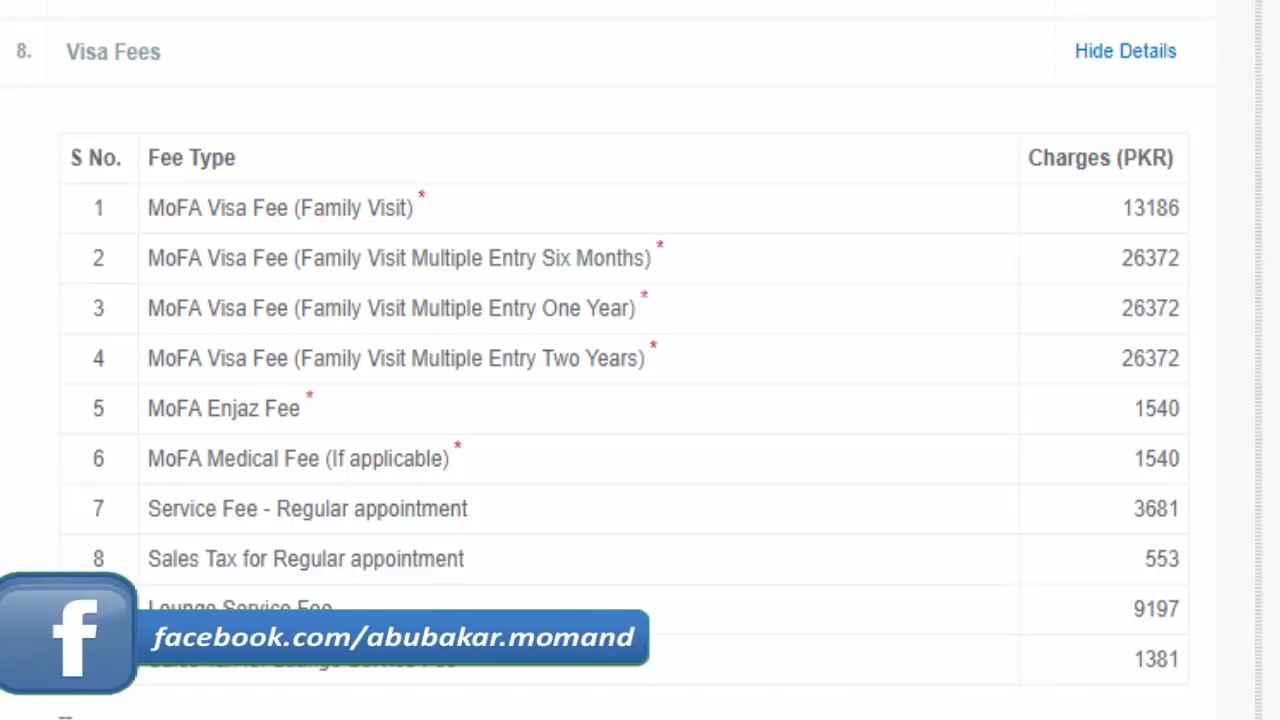 8. Visa Fees Hide Details
S No. Fee Type Charges (PKR)
1 MoFA Visa Fee (Family Visit) * 13186
2 MoFA Visa Fee (Family Visit Multiple Entry Six Months) * 26372
3 MoFA Visa Fee (Family Visit Multiple Entry One Year) * 26372
4 MoFA Visa Fee (Family Visit Multiple Entry Two Years) * 26372
5 MoFA Enjaz Fee * 1540
6 MoFA Medical Fee (If applicable) * 1540
7 Service Fee - Regular appointment 3681
8 Sales Tax for Regular appointment 553
Lounge Service Fee 9197
f facebook.com/abubakar.momand
1381